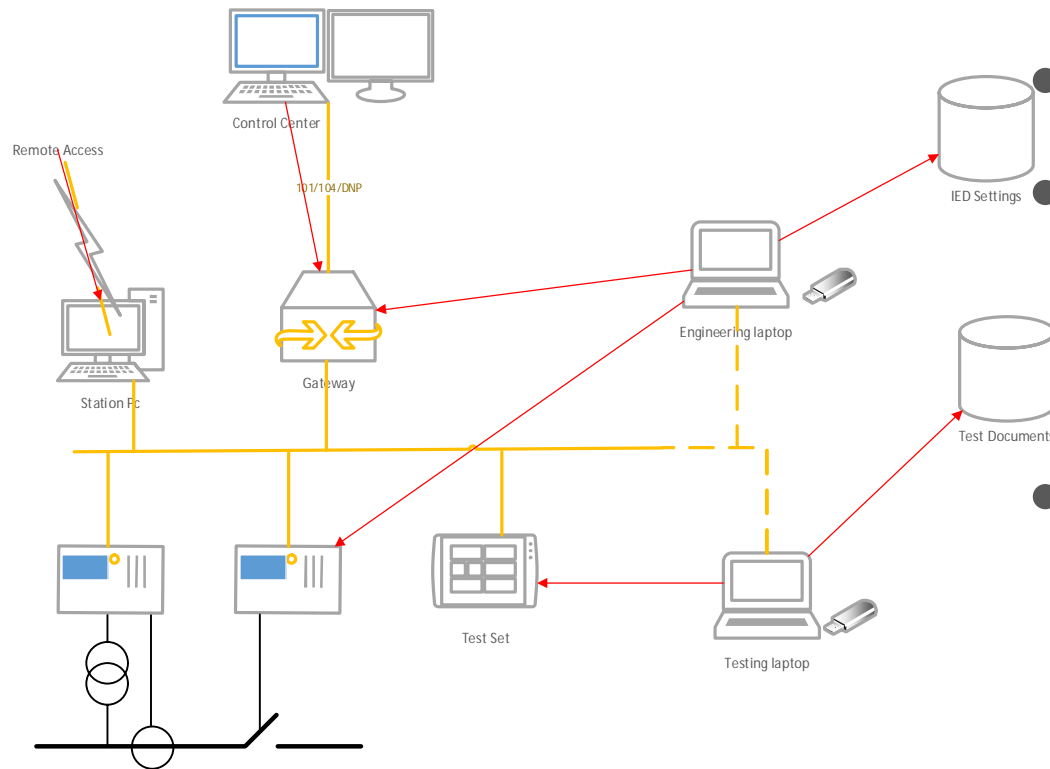 Control Center
Remote Access
101/104/DNP
IED Settings
Engineering laptop
Gateway
Station Pc
Test Documents
Test Set
Testing laptop